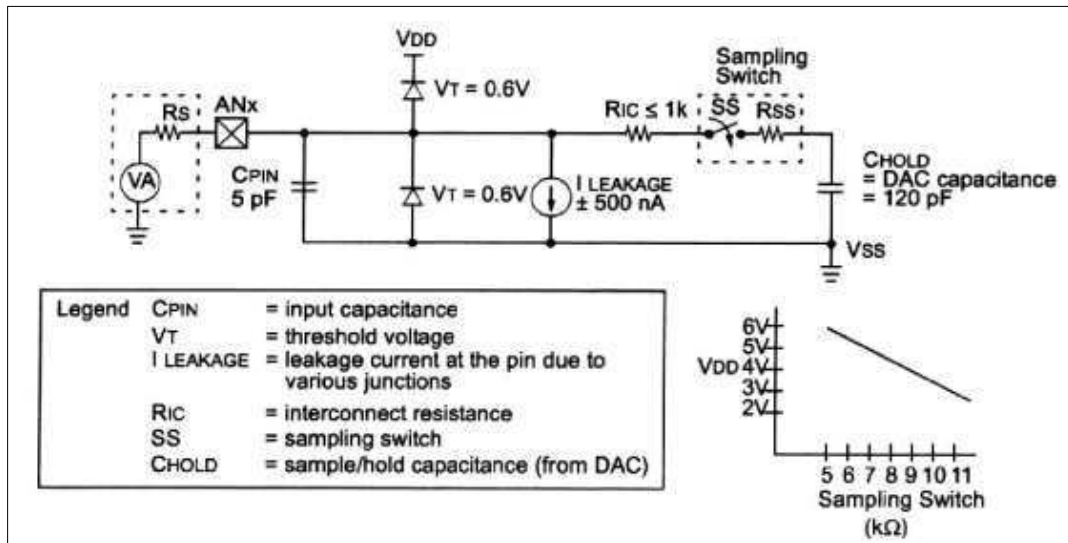 VDD
Sampling
Switch
VT = 0.6V
ANx
RIC ≤ 1k
SS
RSS
RS
VA
CPIN
5 pF
VT = 0.6V
I LEAKAGE
± 500 nA
CHOLD
= DAC capacitance
= 120 pF
VSS
Legend CPIN = input capacitance
VT = threshold voltage
I LEAKAGE = leakage current at the pin due to
various junctions
RIC = interconnect resistance
SS = sampling switch
CHOLD = sample/hold capacitance (from DAC)
6V
5V
VDD 4V
3V
2V
5 6 7 8 9 10 11
Sampling Switch
(kΩ)